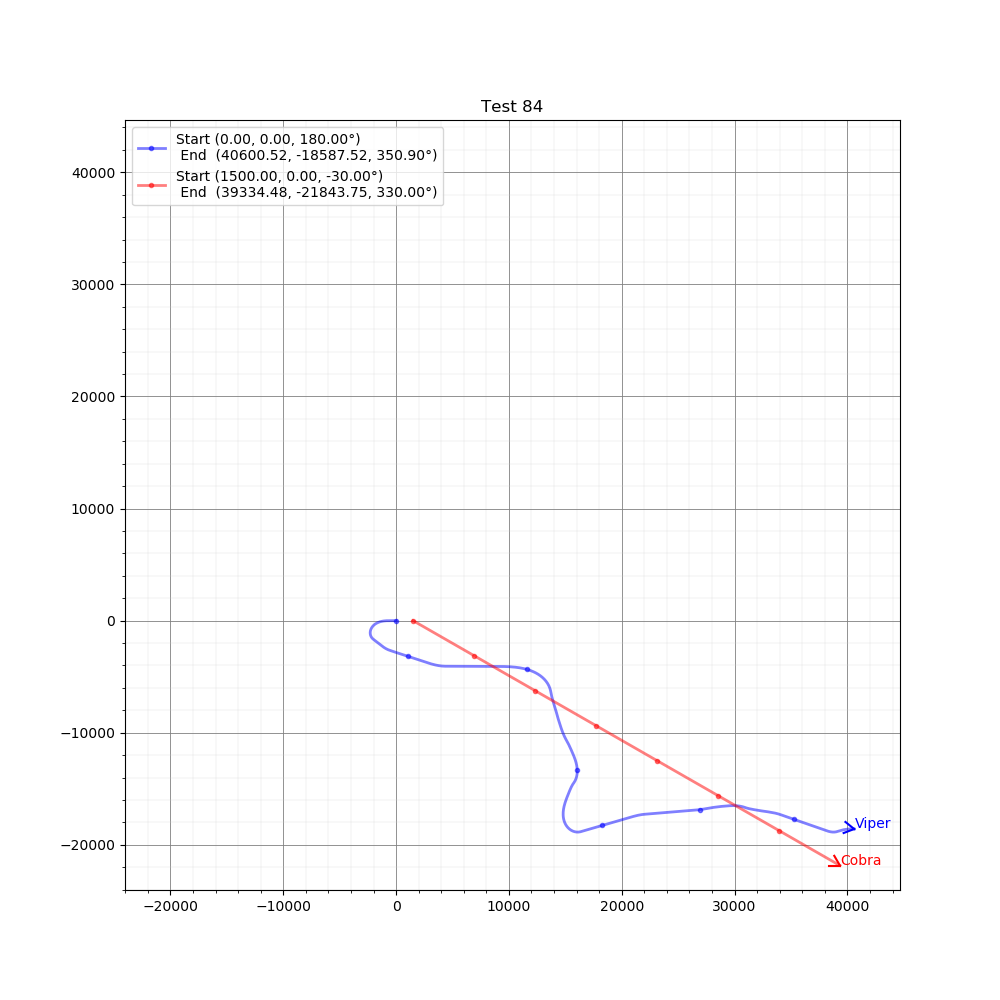 Test 84
Start (0.00, 0.00, 180.00°)
End  (40600.52, -18587.52, 350.90°)
Start (1500.00, 0.00, -30.00°)
End  (39334.48, -21843.75, 330.00°)
40000
30000
20000
10000
0
−10000
−20000
Viper
Cobra
−20000 −10000 0 10000 20000 30000 40000